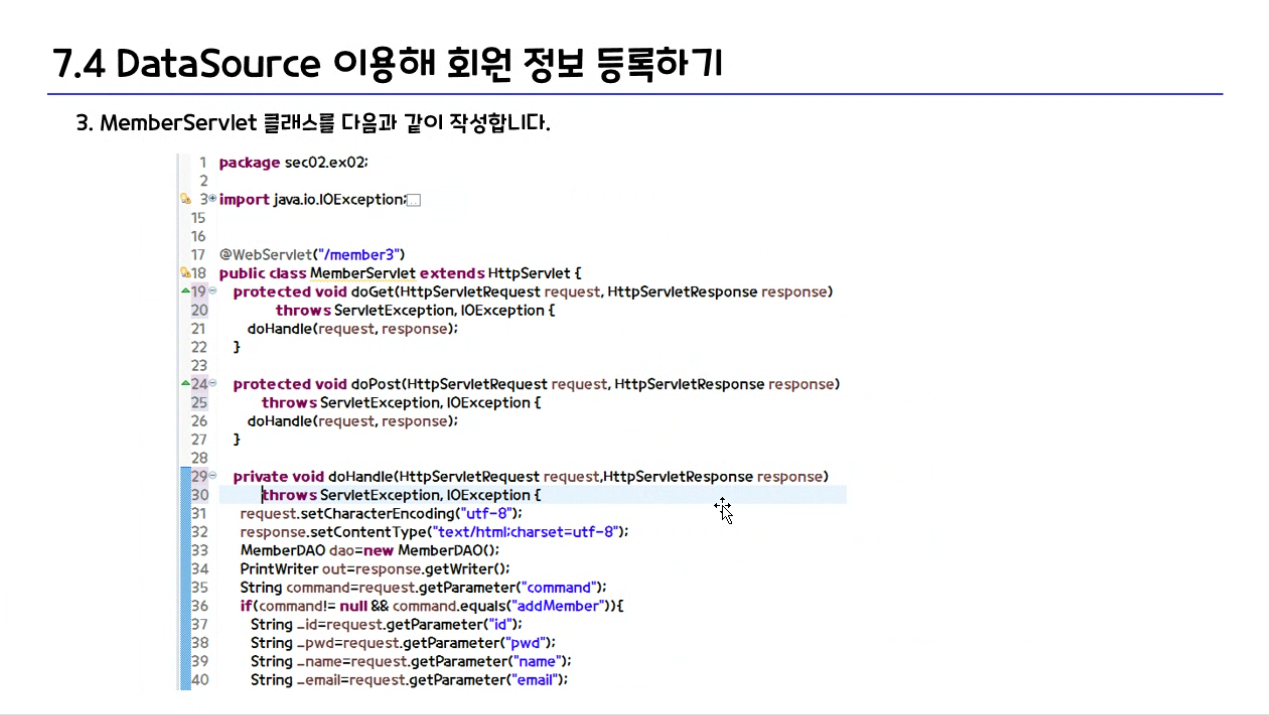 7.4 DataSource 이용해 회원 정보 등록하기
3. MemberServlet 클래스를 다음과 같이 작성합니다.
1 package sec02.ex02;
2
3 import java.io.IOException;
15
16
17 @WebServlet("/member3")
18 public class MemberServlet extends HttpServlet {
19 protected void doGet(HttpServletRequest request, HttpServletResponse response)
20 throws ServletException, IOException {
21 doHandle(request, response);
22 }
23
24 protected void doPost(HttpServletRequest request, HttpServletResponse response)
25 throws ServletException, IOException {
26 doHandle(request, response);
27 }
28
29 private void doHandle(HttpServletRequest request,HttpServletResponse response)
30 throws ServletException, IOException {
31 request.setCharacterEncoding("utf-8");
32 response.setContentType("text/html;charset=utf-8");
33 MemberDAO dao=new MemberDAO();
34 PrintWriter out=response.getWriter();
35 String command=request.getParameter("command");
36 if(command!= null && command.equals("addMember")){
37 String _id=request.getParameter("id");
38 String _pwd=request.getParameter("pwd");
39 String _name=request.getParameter("name");
40 String _email=request.getParameter("email");